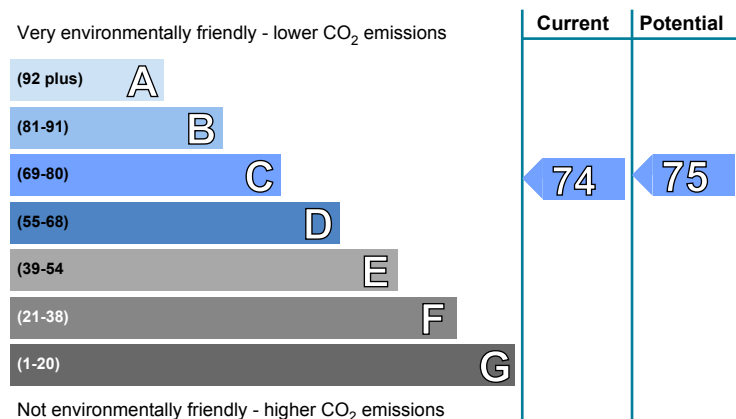 Current Potential
Very environmentally friendly - lower CO2 emissions
(92 plus) A
(81-91) B
(69-80) C 74 75
(55-68) D
(39-54 E
(21-38) F
(1-20) G
Not environmentally friendly - higher CO2 emissions